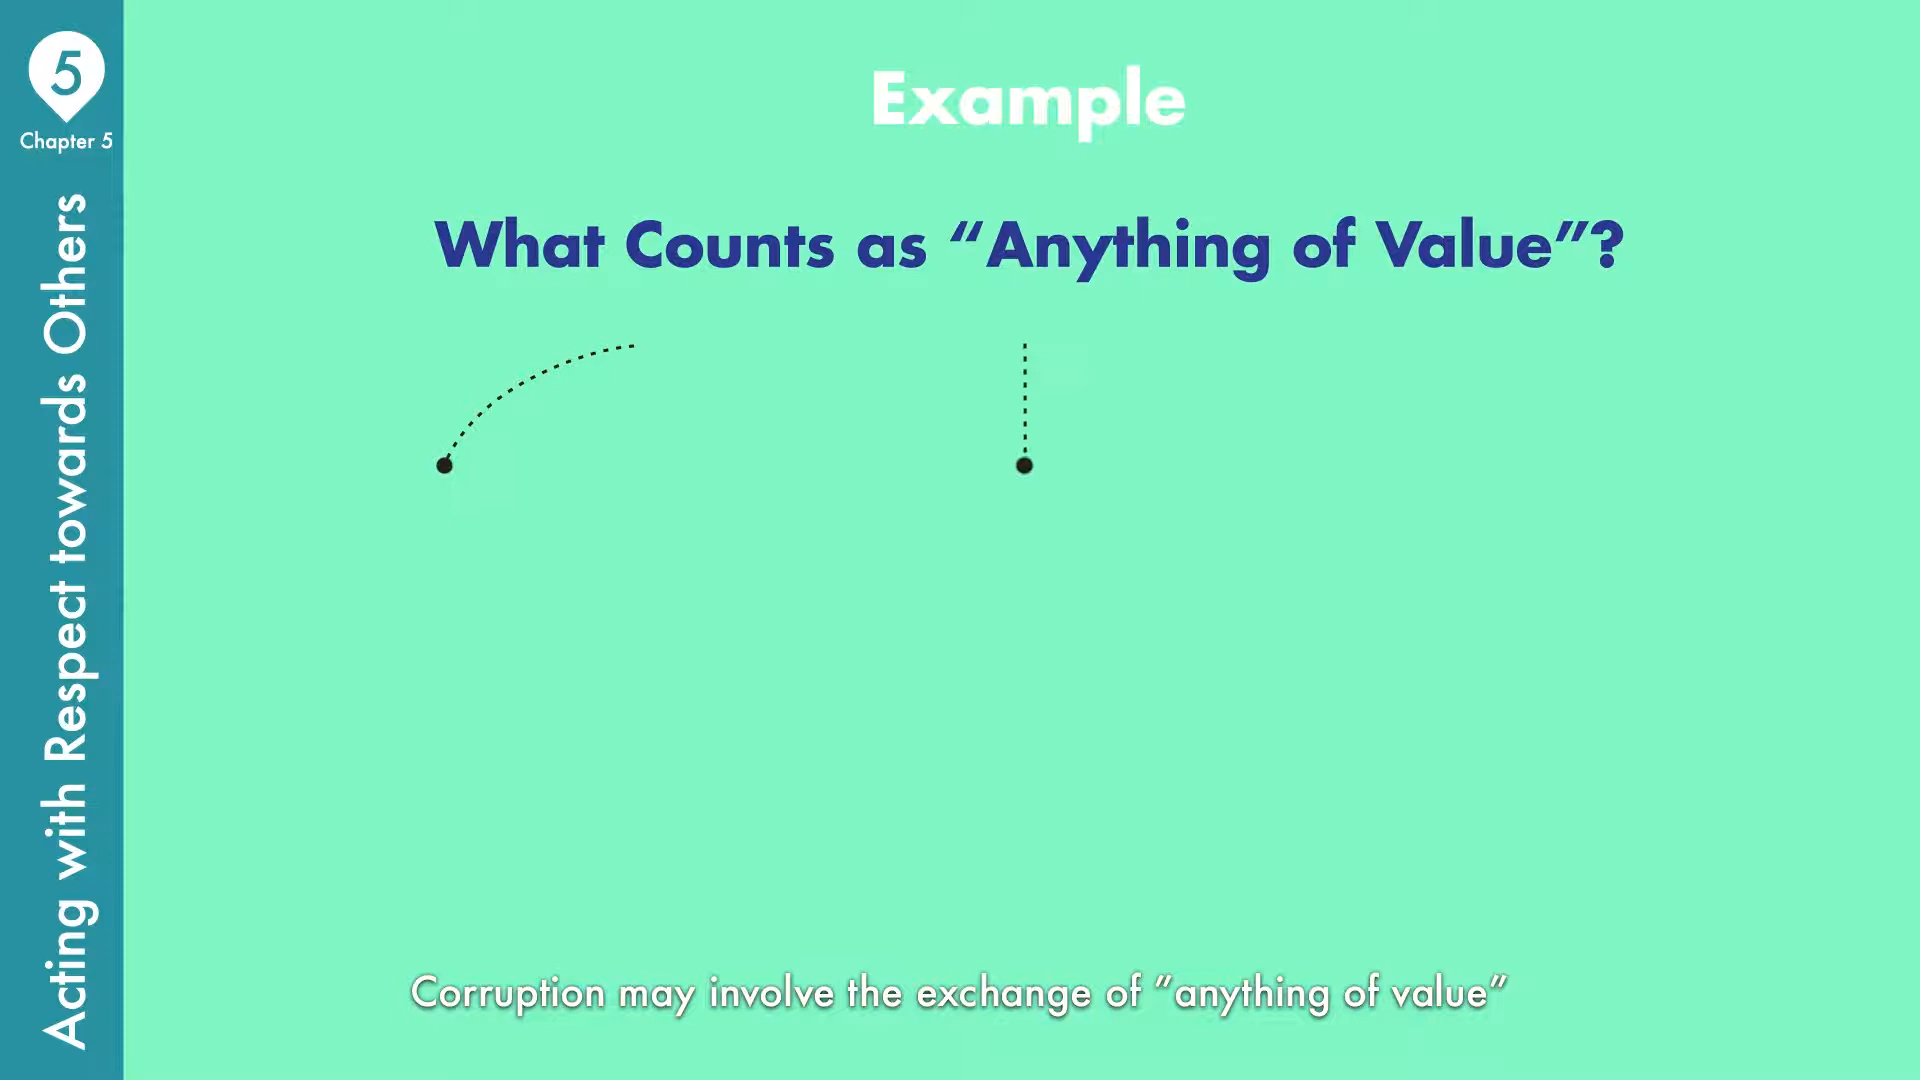 5
Chapter 5
Acting with Respect towards Others
Example
What Counts as “Anything of Value”?
Corruption may involve the exchange of ”anything of value”